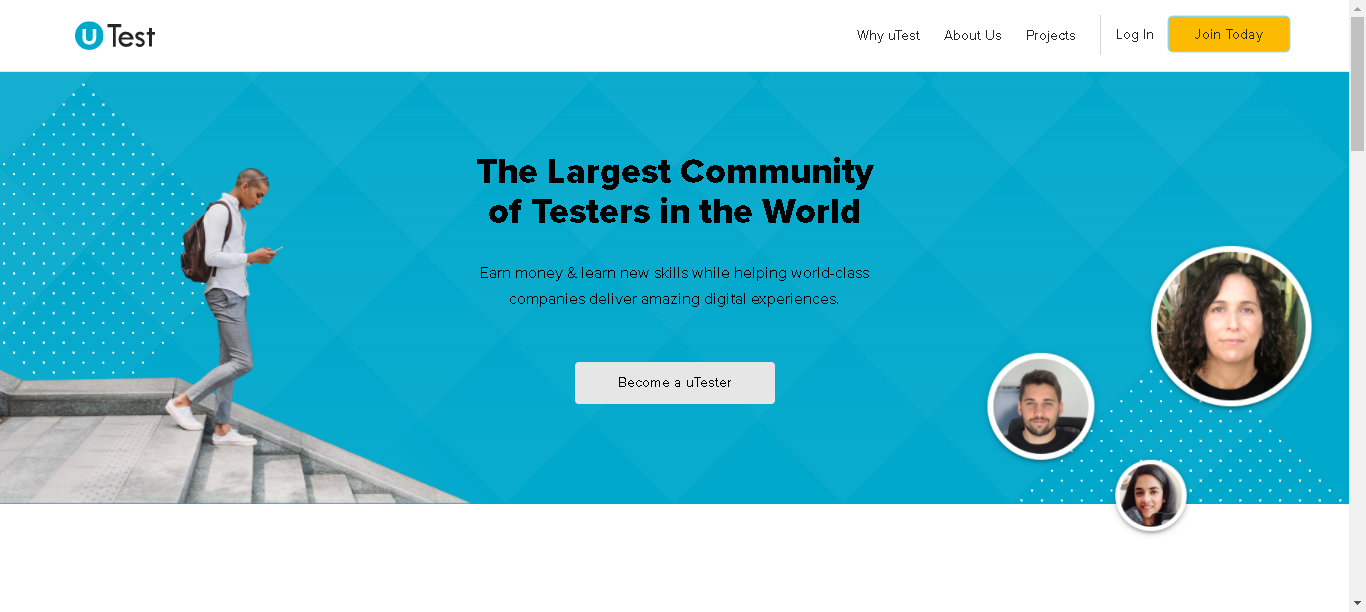 uTest
Why uTest
About Us
Projects
Log In
Join Today
The Largest Community
of Testers in the World
Earn money & learn new skills while helping world-class
companies deliver amazing digital experiences.
Become a uTester